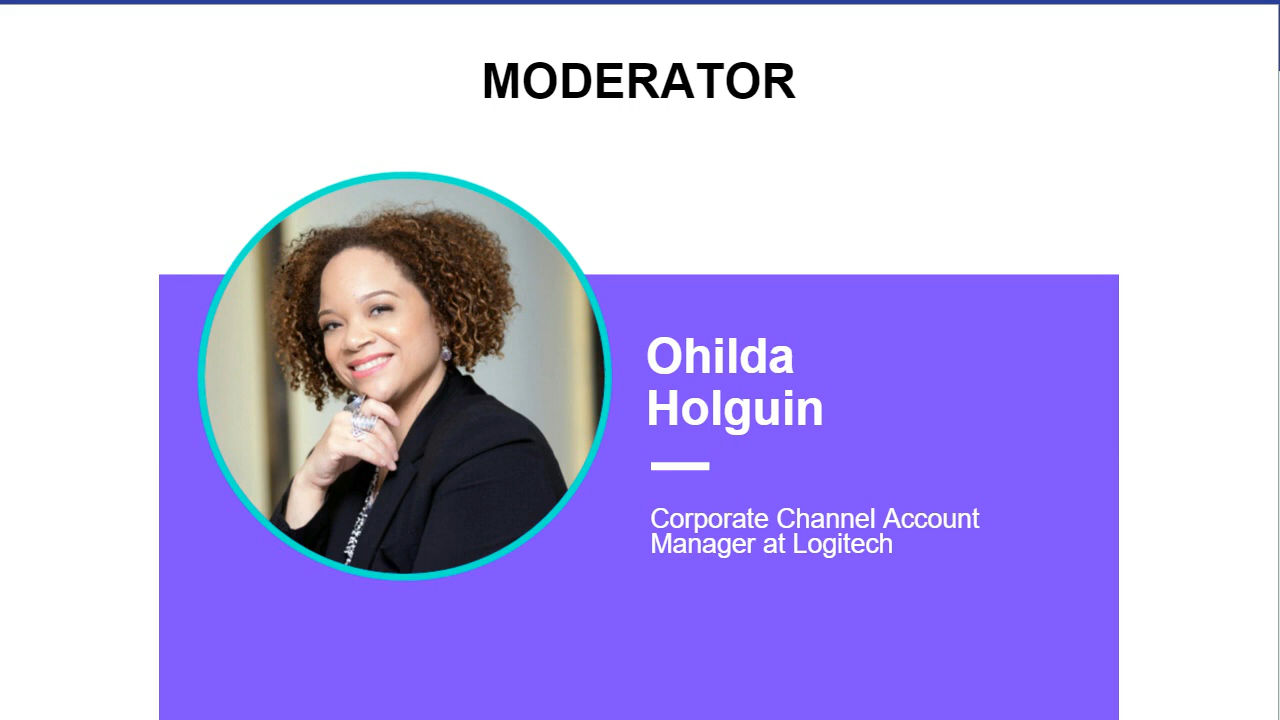 MODERATOR
Ohilda
Holguin
Corporate Channel Account
Manager at Logitech